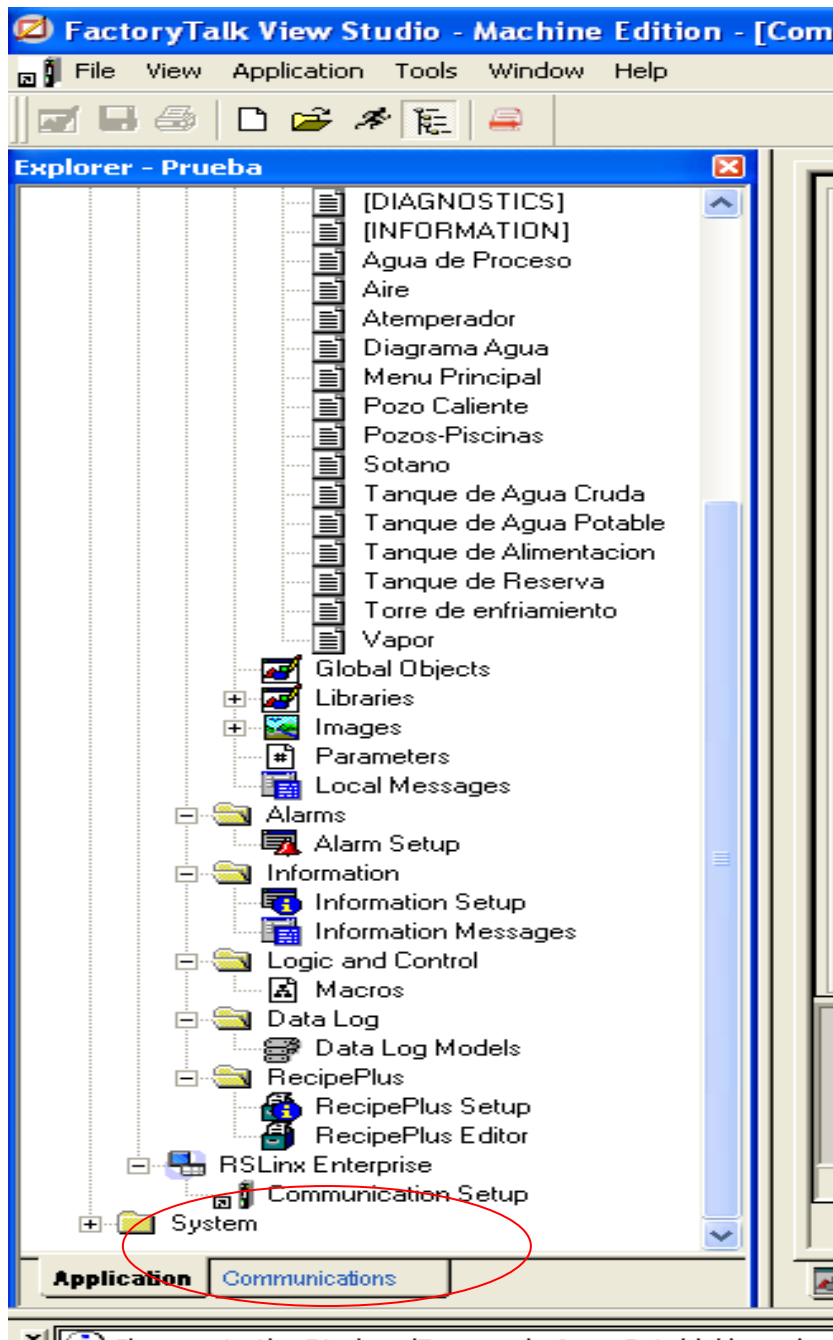 FactoryTalk View Studio - Machine Edition - [Com
File View Application Tools Window Help
Explorer - Prueba
[DIAGNOSTICS]
[INFORMATION]
Agua de Proceso
Aire
Atemperador
Diagrama Agua
Menu Principal
Pozo Caliente
Pozos-Piscinas
Sotano
Tanque de Agua Cruda
Tanque de Agua Potable
Tanque de Alimentacion
Tanque de Reserva
Torre de enfriamiento
Vapor
Global Objects
Libraries
Images
Parameters
Local Messages
Alarms
Alarm Setup
Information
Information Setup
Information Messages
Logic and Control
Macros
Data Log
Data Log Models
RecipePlus
RecipePlus Setup
RecipePlus Editor
RSLinx Enterprise
Communication Setup
System
Application Communications